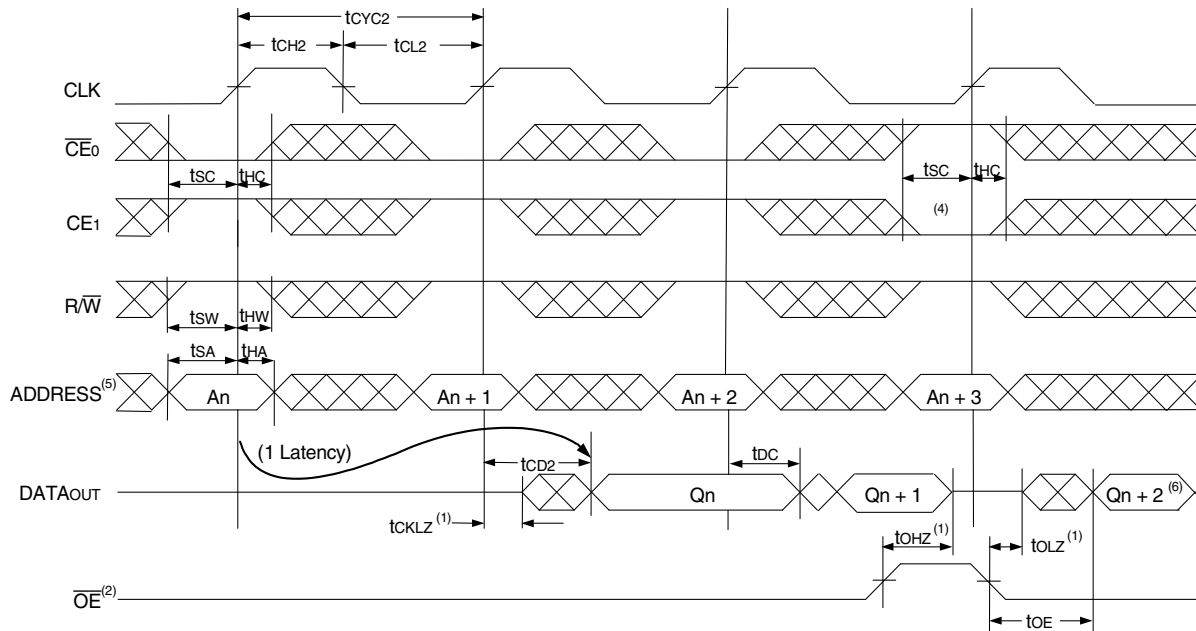 tCYC2
tCH2 tCL2
CLK
CE0
tSC tHC tSC tHC
CE1 (4)
R/W
tSW tHW
tSA tHA
ADDRESS(5) An An + 1 An + 2 An + 3
(1 Latency) tCD2 tDC
DATAOUT Qn Qn + 1 Qn + 2 (6)
tCKLZ (1) tOHZ (1) tOLZ (1)
OE(2)
tOE